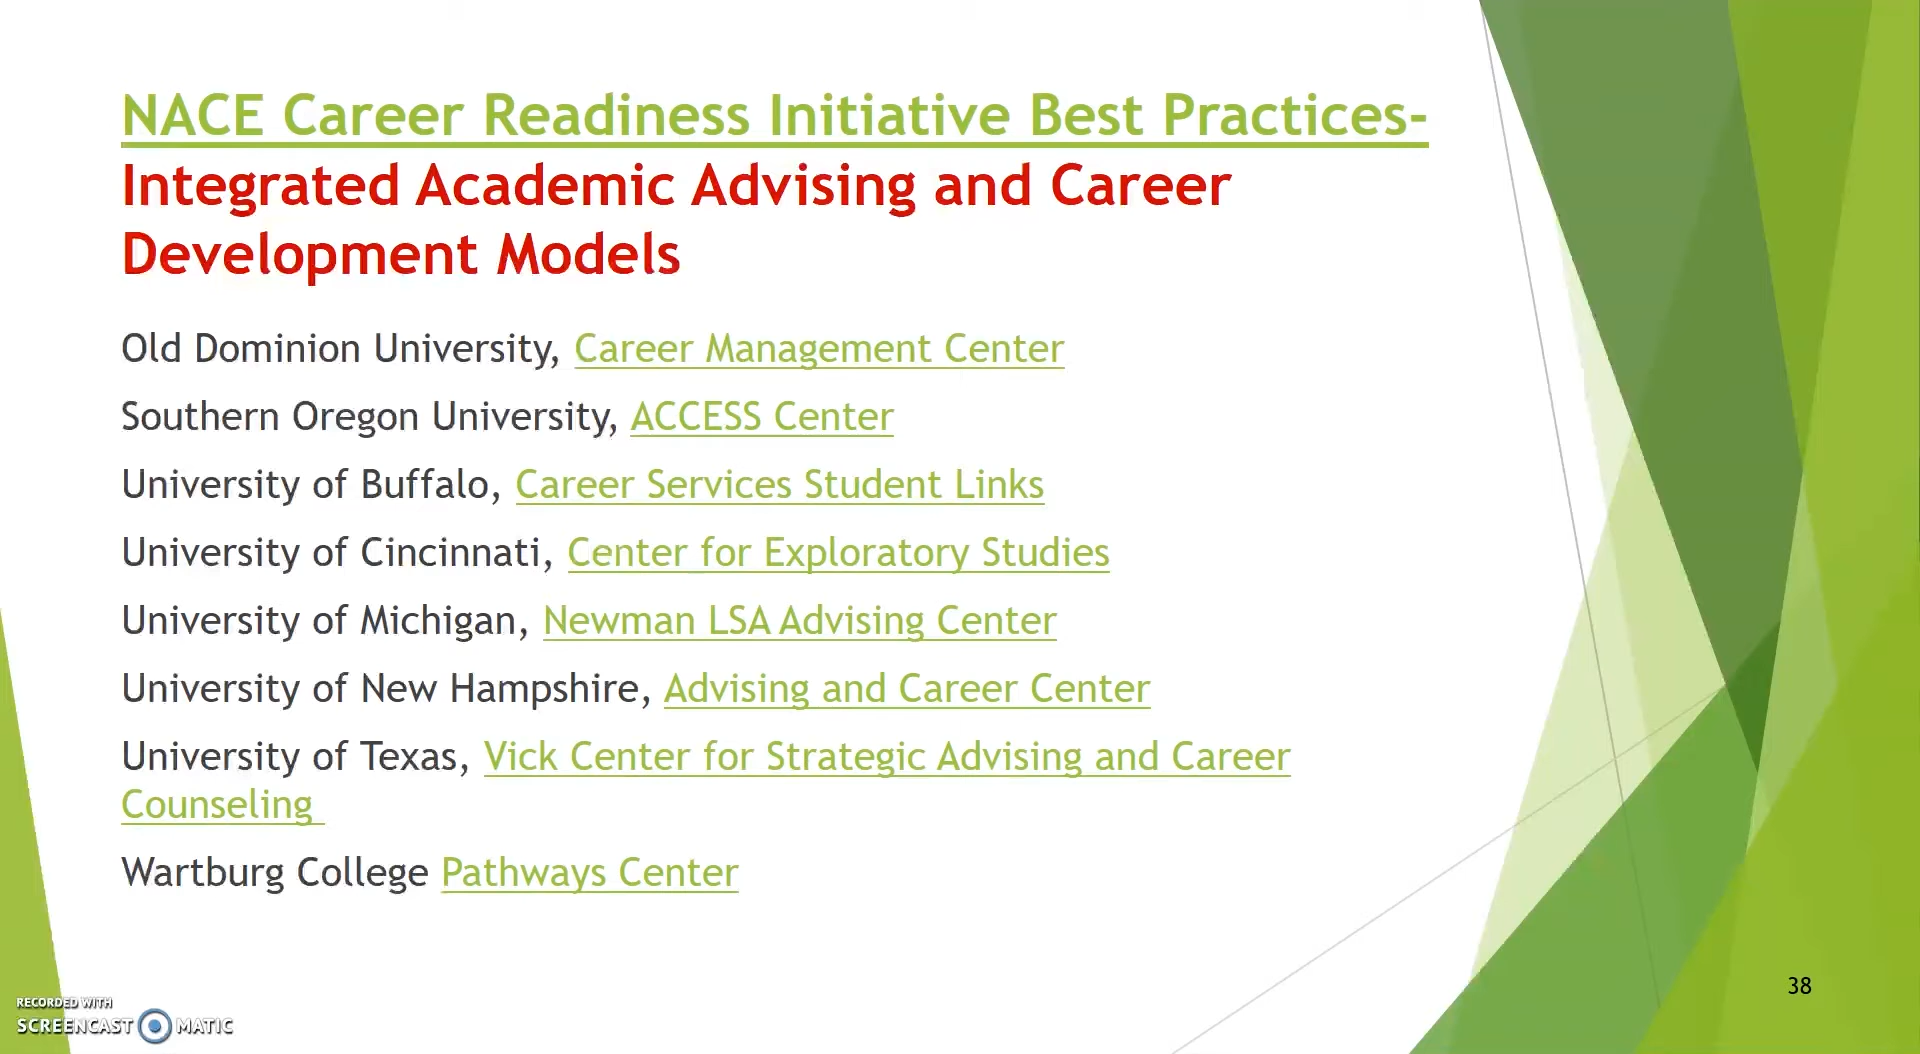 NACE Career Readiness Initiative Best Practices-
Integrated Academic Advising and Career
Development Models
Old Dominion University, Career Management Center
Southern Oregon University, ACCESS Center
University of Buffalo, Career Services Student Links
University of Cincinnati, Center for Exploratory Studies
University of Michigan, Newman LSA Advising Center
University of New Hampshire, Advising and Career Center
University of Texas, Vick Center for Strategic Advising and Career
Counseling
Wartburg College Pathways Center
38
RECORDED WITH
SCREENCAST MATIC